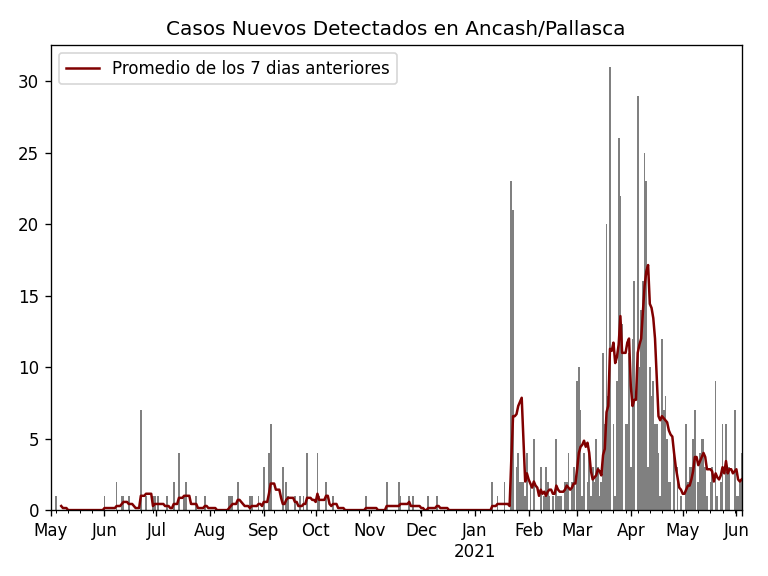 Casos Nuevos Detectados en Ancash/Pallasca
Promedio de los 7 dias anteriores
30
25
20
15
10
5
0
May Jun Jul Aug Sep Oct Nov Dec Jan Feb Mar Apr May Jun
2021